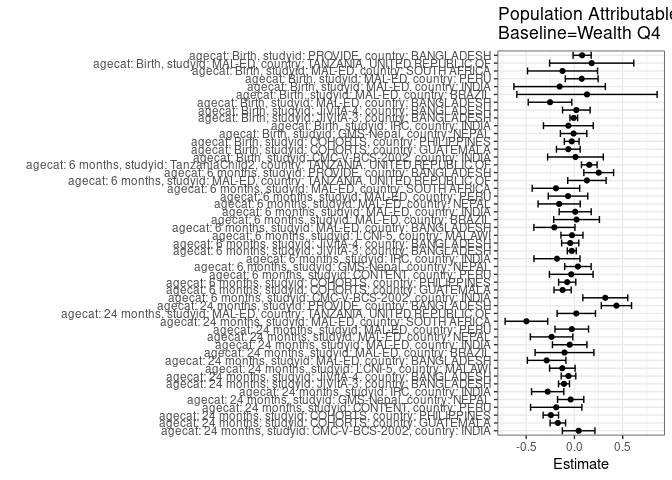 Population Attributable
Baseline=Wealth Q4
agecat: Birth, studyid: PROVIDE, country: BANGLADESH
agecat: Birth, studyid: MAL-ED, country: TANZANIA, UNITED REPUBLIC OF
agecat: Birth, studyid: MAL-ED, country: SOUTH AFRICA
agecat: Birth, studyid: MAL-ED, country: PERU
agecat: Birth, studyid: MAL-ED, country: INDIA
agecat: Birth, studyid: MAL-ED, country: BRAZIL
agecat: Birth, studyid: MAL-ED, country: BANGLADESH
agecat: Birth, studyid: JiVitA-4, country: BANGLADESH
agecat: Birth, studyid: JiVitA-3, country: BANGLADESH
agecat: Birth, studyid: IRC, country: INDIA
agecat: Birth, studyid: GMS-Nepal, country: NEPAL
agecat: Birth, studyid: COHORTS, country: PHILIPPINES
agecat: Birth, studyid: COHORTS, country: GUATEMALA
agecat: Birth, studyid: CMC-V-BCS-2002, country: INDIA
agecat: 6 months, studyid: TanzaniaChild2, country: TANZANIA, UNITED REPUBLIC OF
agecat: 6 months, studyid: PROVIDE, country: BANGLADESH
agecat: 6 months, studyid: MAL-ED, country: TANZANIA, UNITED REPUBLIC OF
agecat: 6 months, studyid: MAL-ED, country: SOUTH AFRICA
agecat: 6 months, studyid: MAL-ED, country: PERU
agecat: 6 months, studyid: MAL-ED, country: NEPAL
agecat: 6 months, studyid: MAL-ED, country: INDIA
agecat: 6 months, studyid: MAL-ED, country: BRAZIL
agecat: 6 months, studyid: MAL-ED, country: BANGLADESH
agecat: 6 months, studyid: LCNI-5, country: MALAWI
agecat: 6 months, studyid: JiVitA-4, country: BANGLADESH
agecat: 6 months, studyid: JiVitA-3, country: BANGLADESH
agecat: 6 months, studyid: IRC, country: INDIA
agecat: 6 months, studyid: GMS-Nepal, country: NEPAL
agecat: 6 months, studyid: CONTENT, country: PERU
agecat: 6 months, studyid: COHORTS, country: PHILIPPINES
agecat: 6 months, studyid: COHORTS, country: GUATEMALA
agecat: 6 months, studyid: CMC-V-BCS-2002, country: INDIA
agecat: 24 months, studyid: PROVIDE, country: BANGLADESH
agecat: 24 months, studyid: MAL-ED, country: TANZANIA, UNITED REPUBLIC OF
agecat: 24 months, studyid: MAL-ED, country: SOUTH AFRICA
agecat: 24 months, studyid: MAL-ED, country: PERU
agecat: 24 months, studyid: MAL-ED, country: NEPAL
agecat: 24 months, studyid: MAL-ED, country: INDIA
agecat: 24 months, studyid: MAL-ED, country: BRAZIL
agecat: 24 months, studyid: MAL-ED, country: BANGLADESH
agecat: 24 months, studyid: LCNI-5, country: MALAWI
agecat: 24 months, studyid: JiVitA-4, country: BANGLADESH
agecat: 24 months, studyid: JiVitA-3, country: BANGLADESH
agecat: 24 months, studyid: IRC, country: INDIA
agecat: 24 months, studyid: GMS-Nepal, country: NEPAL
agecat: 24 months, studyid: CONTENT, country: PERU
agecat: 24 months, studyid: COHORTS, country: PHILIPPINES
agecat: 24 months, studyid: COHORTS, country: GUATEMALA
agecat: 24 months, studyid: CMC-V-BCS-2002, country: INDIA
-0.5 0.0 0.5
Estimate